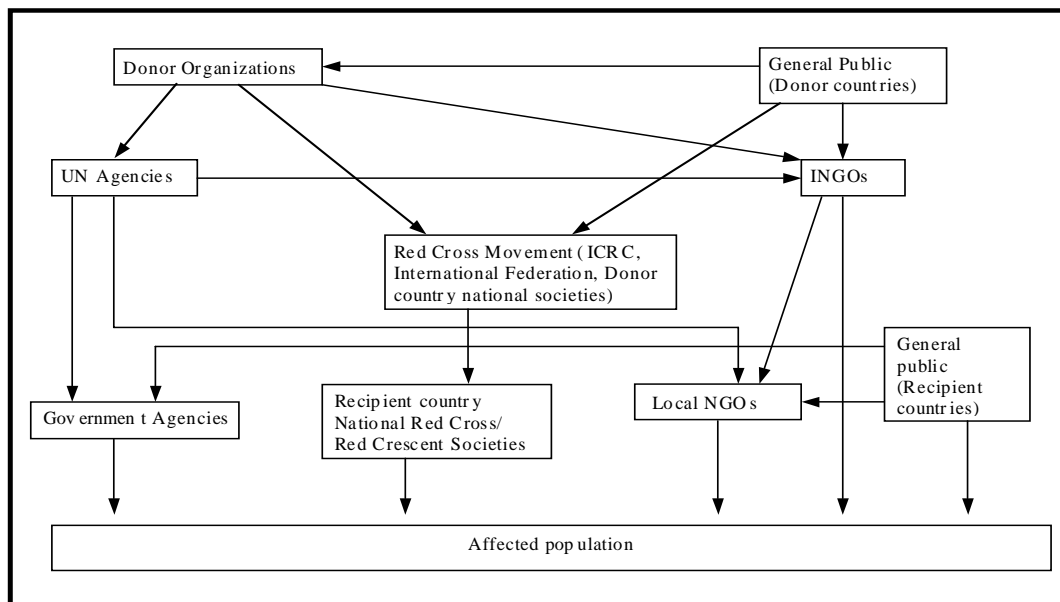 Donor Organizations
General Public
(Donor countries)
UN Agencies
INGOs
Red Cross Movement (ICRC,
International Federation, Donor
country national societies)
General
public
(Recipient
countries)
Government Agencies
Recipient country
National Red Cross/
Red Crescent Societies
Local NGOs
Affected population